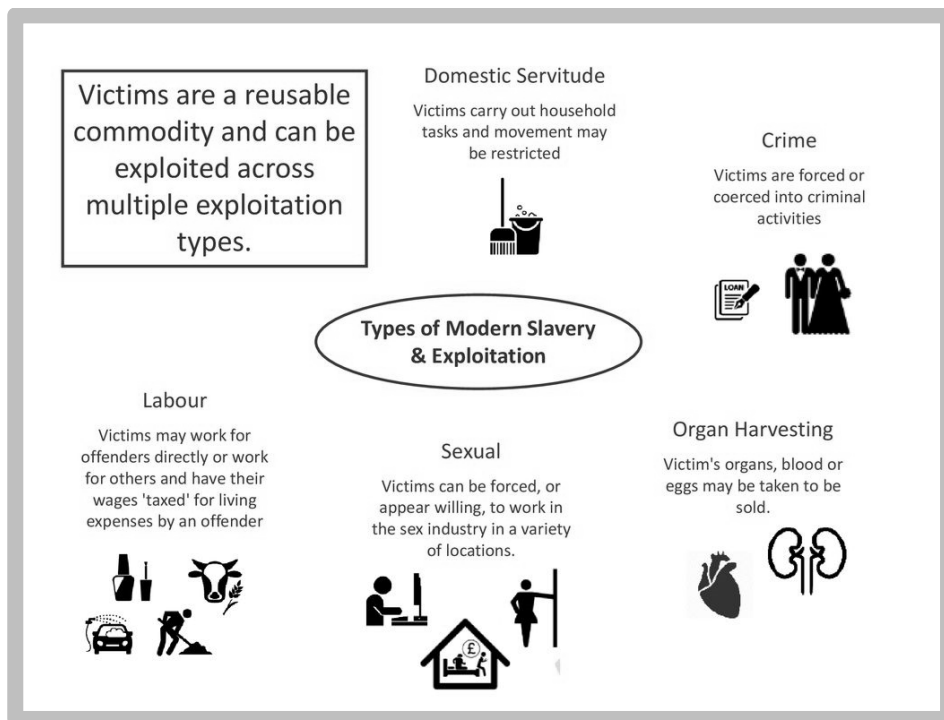 Victims are a reusable
commodity and can be
exploited across
multiple exploitation
types.
Domestic Servitude
Victims carry out household
tasks and movement may
be restricted
Crime
Victims are forced or
coerced into criminal
activities
LOAN
Types of Modern Slavery
& Exploitation
Labour
Victims may work for
offenders directly or work
for others and have their
wages 'taxed' for living
expenses by an offender
Sexual
Victims can be forced, or
appear willing, to work in
the sex industry in a variety
of locations.
£
Organ Harvesting
Victim's organs, blood or
eggs may be taken to be
sold.